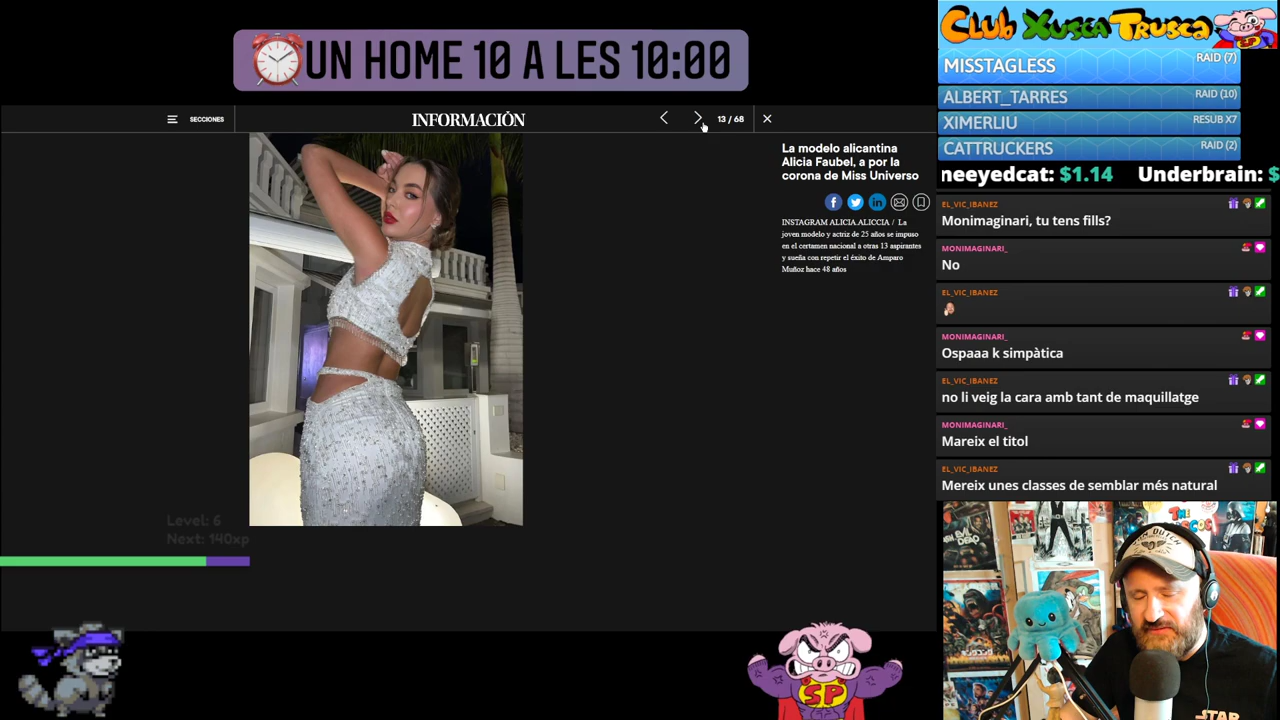 ⏰UN HOME 10 A LES 10:00
SECCIONES
INFORMACIÓN
13 / 68
La modelo alicantina
Alicia Faubel, a por la
corona de Miss Universo
INSTAGRAM ALICIA ALICCIA / La
joven modelo y actriz de 25 años se impuso
en el certamen nacional a otras 13 aspirantes
y sueña con repetir el éxito de Amparo
Muñoz hace 48 años
Level: 6
Next: 140xp
SP
Club Xusca Trusca
MISSTAGLESS RAID (7)
ALBERT_TARRES RAID (10)
XIMERLIU RESUB X7
CATTRUCKERS RAID (2)
neeyedcat: $1.14 Underbrain: $
EL_VIC_IBANEZ
Monimaginari, tu tens fills?
MONIMAGINARI_
No
EL_VIC_IBANEZ
MONIMAGINARI_
Ospaaa k simpàtica
EL_VIC_IBANEZ
no li veig la cara amb tant de maquillatge
MONIMAGINARI_
Mareix el titol
EL_VIC_IBANEZ
Mereix unes classes de semblar més natural